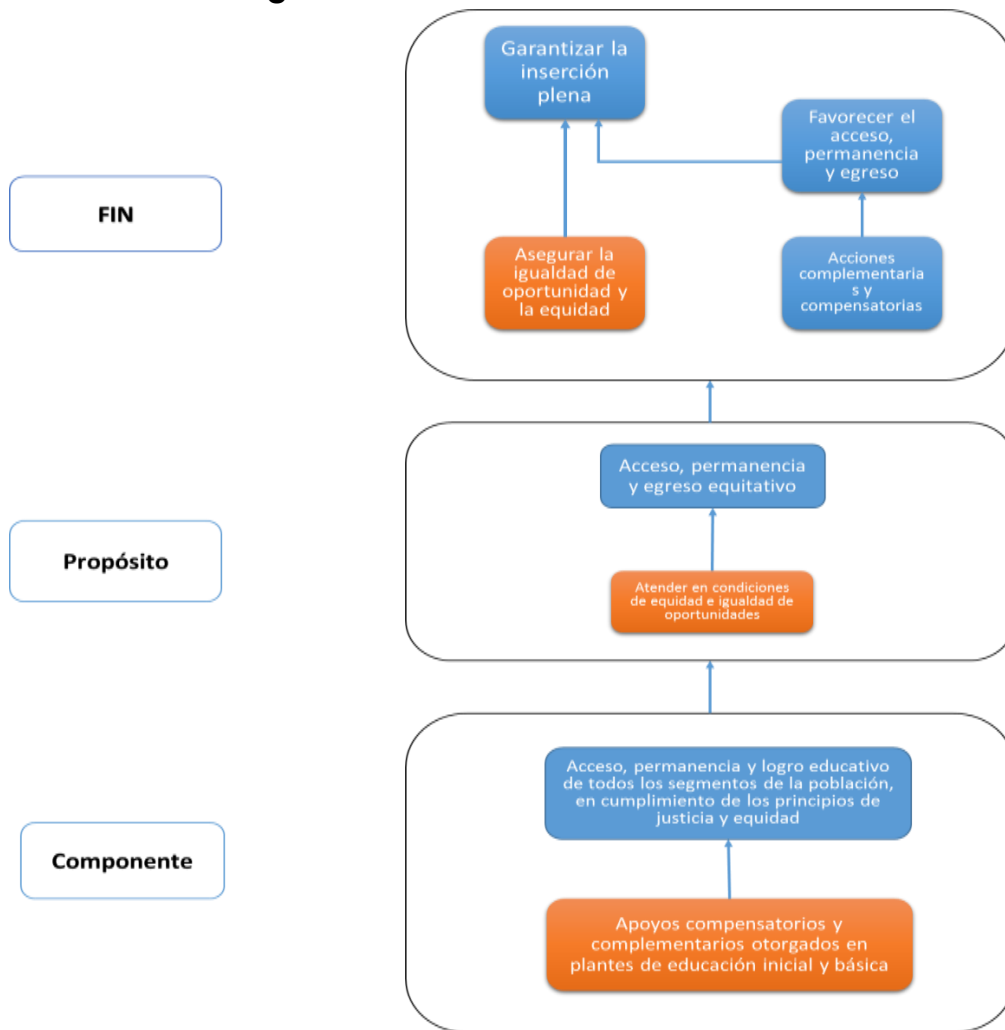 g
Garantizar la
inserción
plena
Favorecer el
acceso,
permanencia
y egreso
FIN
Asegurar la
igualdad de
oportunidad y
la equidad
Acciones
complementaria
s y
compensatorias
Acceso, permanencia
y egreso equitativo
Propósito
Atender en condiciones
de equidad e igualdad de
oportunidades
Acceso, permanencia y logro educativo
de todos los segmentos de la población,
en cumplimiento de los principios de
justicia y equidad
Componente
Apoyos compensatorios y
complementarios otorgados en
plantes de educación inicial y básica